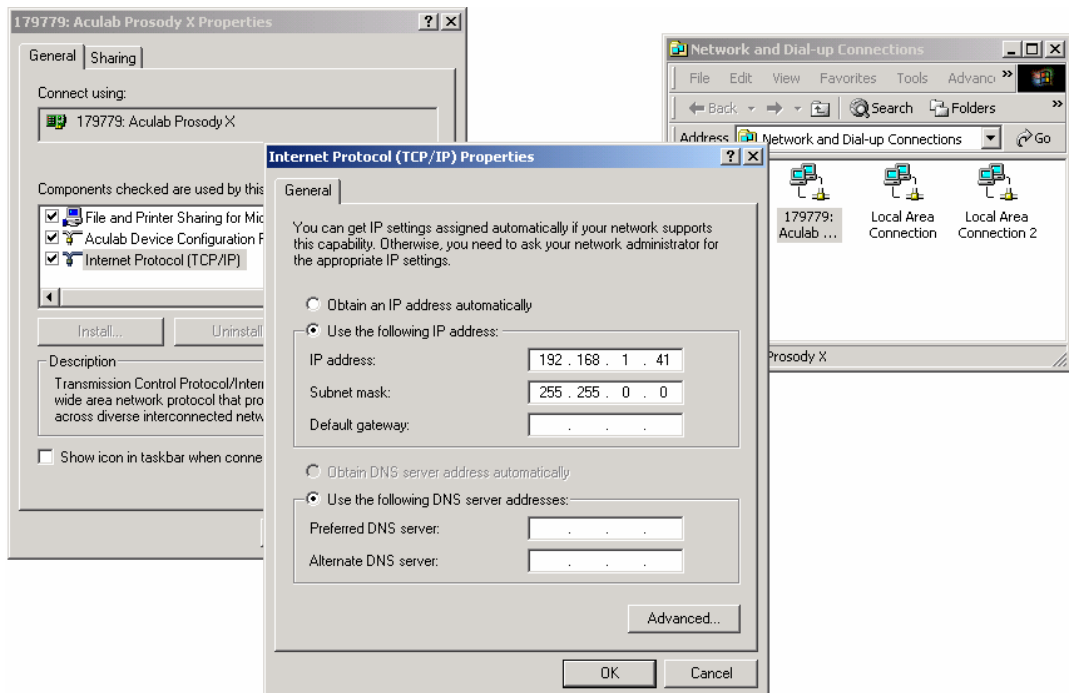 179779: Aculab Prosody X Properties
General
Sharing
Connect using:
179779: Aculab Prosody X
Components checked are used by this
File and Printer Sharing for Mic
Aculab Device Configuration
Internet Protocol (TCP/IP)
Install...
Uninstall
Description
Transmission Control Protocol/Inter
wide area network protocol that pro
across diverse interconnected netw
Show icon in taskbar when conne
Internet Protocol (TCP/IP) Properties
General
You can get IP settings assigned automatically if your network supports
this capability. Otherwise, you need to ask your network administrator for
the appropriate IP settings.
Obtain an IP address automatically
Use the following IP address:
IP address: 192 . 168 . 1 . 41
Subnet mask: 255 . 255 . 0 . 0
Default gateway: . . .
Obtain DNS server address automatically
Use the following DNS server addresses:
Preferred DNS server: . . .
Alternate DNS server: . . .
Advanced...
OK
Cancel
Network and Dial-up Connections
File Edit View Favorites Tools Advanc »
Back Search Folders »
Address Network and Dial-up Connections Go
179779:
Aculab ...
Local Area
Connection
Local Area
Connection 2
Prosody X